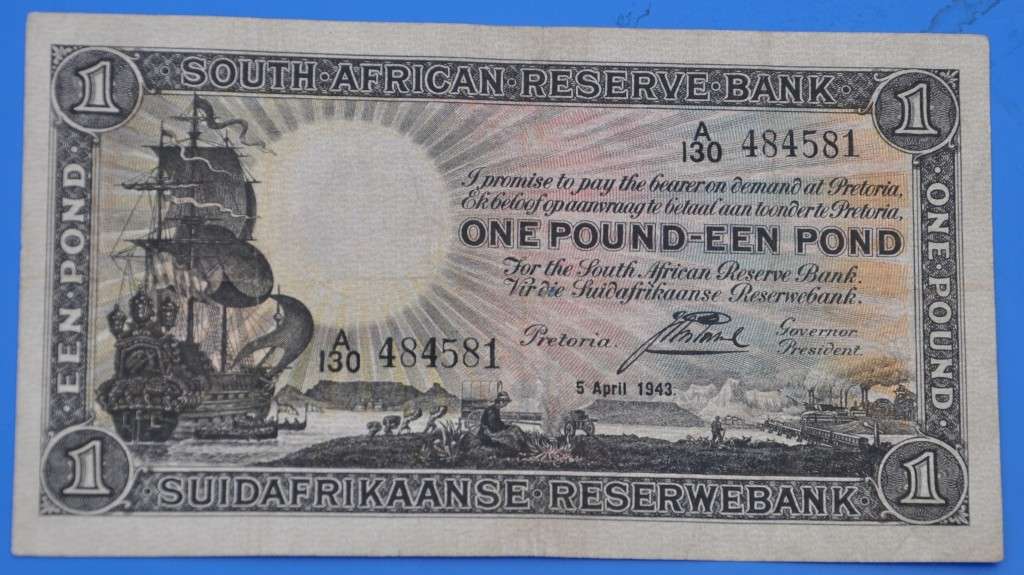 1
· SOUTH · AFRICAN · RESERVE · BANK ·
1
A
130 484581
I promise to pay the bearer on demand at Pretoria,
Ek beloof op aanvraag te betaal aan toonder te Pretoria,
ONE POUND-EEN POND
For the South African Reserve Bank.
Vir die Suidafrikaanse Reserwebank.
· EEN · POND ·
· ONE · POUND ·
A
130 484581
Pretoria.
Governor.
President.
5 April 1943.
1
· SUIDAFRIKAANSE · RESERWEBANK ·
1